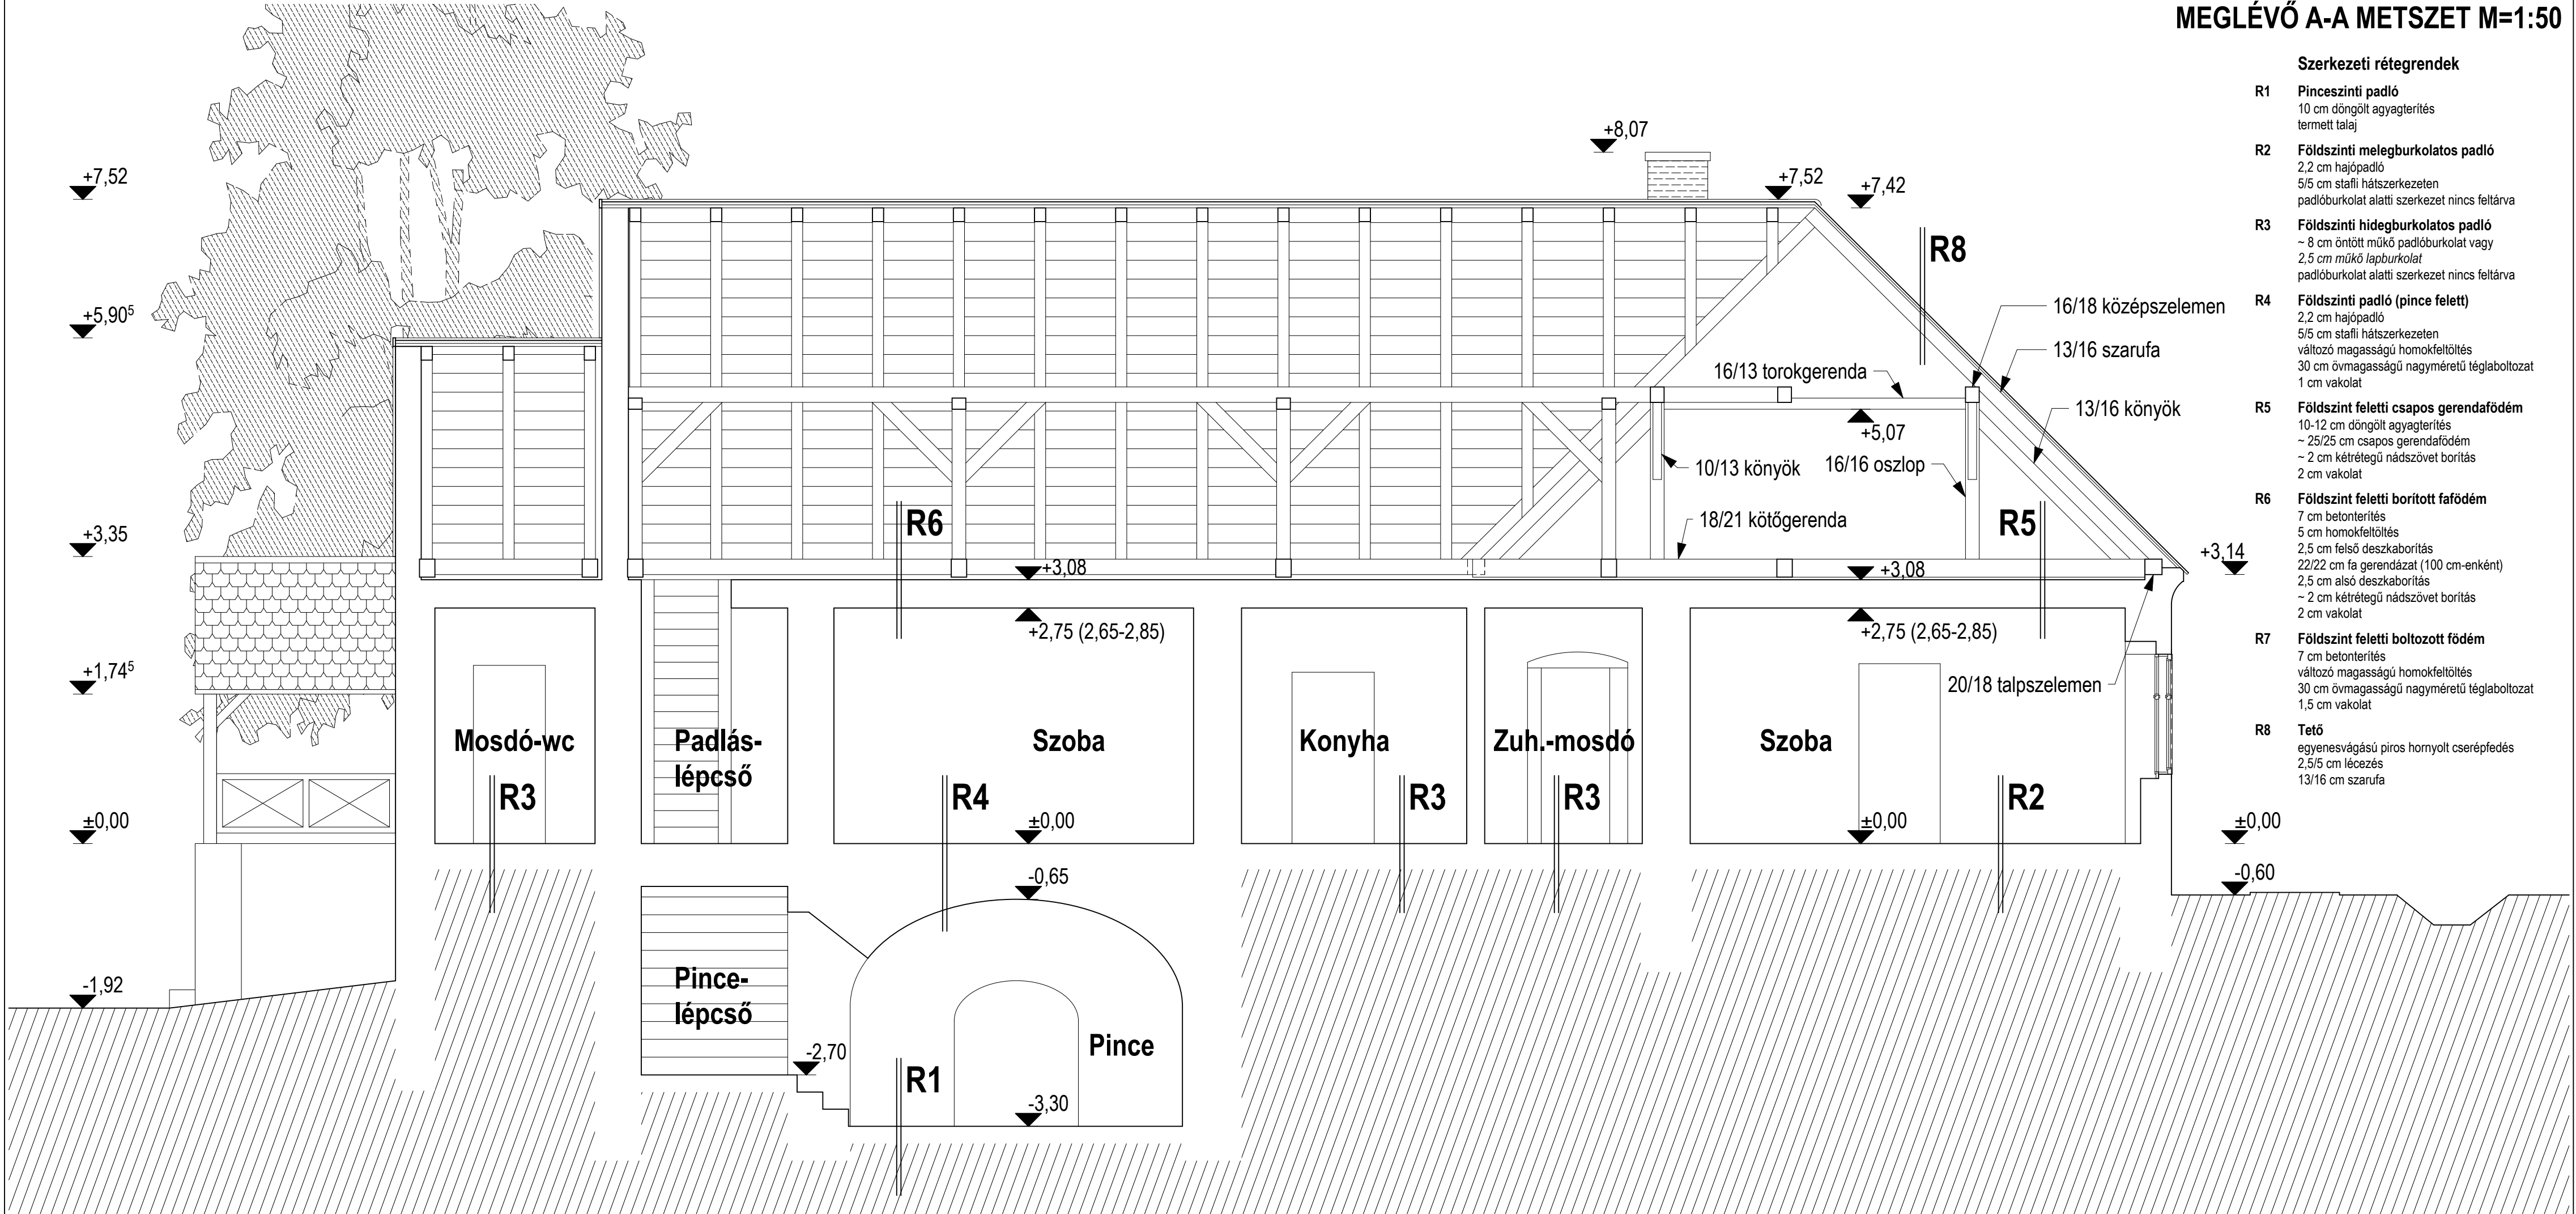 MEGLÉVŐ A-A METSZET M=1:50
Szerkezeti rétegrendek
R1 Pinceszinti padló
10 cm döngölt agyagterítés
termett talaj
R2 Földszinti melegburkolatos padló
2,2 cm hajópadló
5/5 cm stafli hátszerkezeten
padlóburkolat alatti szerkezet nincs feltárva
R3 Földszinti hidegburkolatos padló
~ 8 cm öntött műkő padlóburkolat vagy
2,5 cm műkő lapburkolat
padlóburkolat alatti szerkezet nincs feltárva
R4 Földszinti padló (pince felett)
2,2 cm hajópadló
5/5 cm stafli hátszerkezeten
változó magasságú homokfeltöltés
30 cm övmagasságű nagyméretű téglaboltozat
1 cm vakolat
R5 Földszint feletti csapos gerendafödém
10-12 cm döngölt agyagterítés
~ 25/25 cm csapos gerendafödém
~ 2 cm kétrétegű nádszövet borítás
2 cm vakolat
R6 Földszint feletti borított fafödém
7 cm betonterítés
5 cm homokfeltöltés
2,5 cm felső deszkaborítás
22/22 cm fa gerendázat (100 cm-enként)
2,5 cm alsó deszkaborítás
~ 2 cm kétrétegű nádszövet borítás
2 cm vakolat
R7 Földszint feletti boltozott födém
7 cm betonterítés
változó magasságú homokfeltöltés
30 cm övmagasságű nagyméretű téglaboltozat
1,5 cm vakolat
R8 Tető
egyenesvágású piros hornyolt cserépfedés
2,5/5 cm lécezés
13/16 cm szarufa
+8,07
+7,52
+7,52
+7,42
R8
+5,90⁵
16/18 középszelemen
13/16 szarufa
16/13 torokgerenda
13/16 könyök
+5,07
10/13 könyök
16/16 oszlop
R6
18/21 kötőgerenda
R5
+3,35
+3,14
+3,08
+3,08
+2,75 (2,65-2,85)
+2,75 (2,65-2,85)
+1,74⁵
20/18 talpszelemen
Mosdó-wc
Padlás-
lépcső
Szoba
Konyha
Zuh.-mosdó
Szoba
R3
R4
R3
R3
R2
±0,00
±0,00
±0,00
±0,00
-0,65
-0,60
-1,92
Pince-
lépcső
-2,70
Pince
R1
-3,30